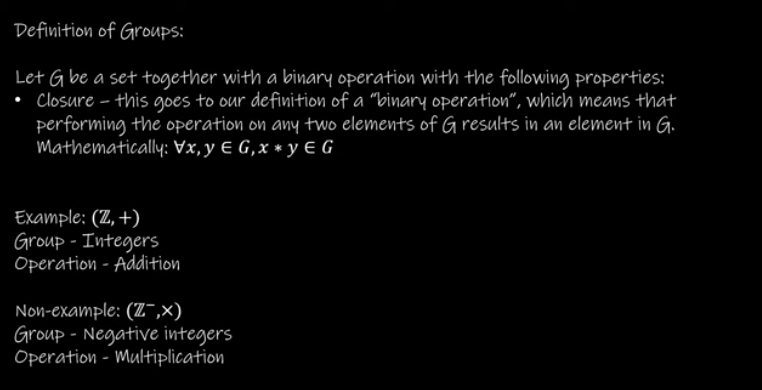 Definition of Groups:
Let G be a set together with a binary operation with the following properties:
• Closure – this goes to our definition of a "binary operation", which means that
performing the operation on any two elements of G results in an element in G.
Mathematically: ∀x, y ∈ G, x ∗ y ∈ G
Example: (ℤ, +)
Group - Integers
Operation - Addition
Non-example: (ℤ⁻,×)
Group - Negative integers
Operation - Multiplication